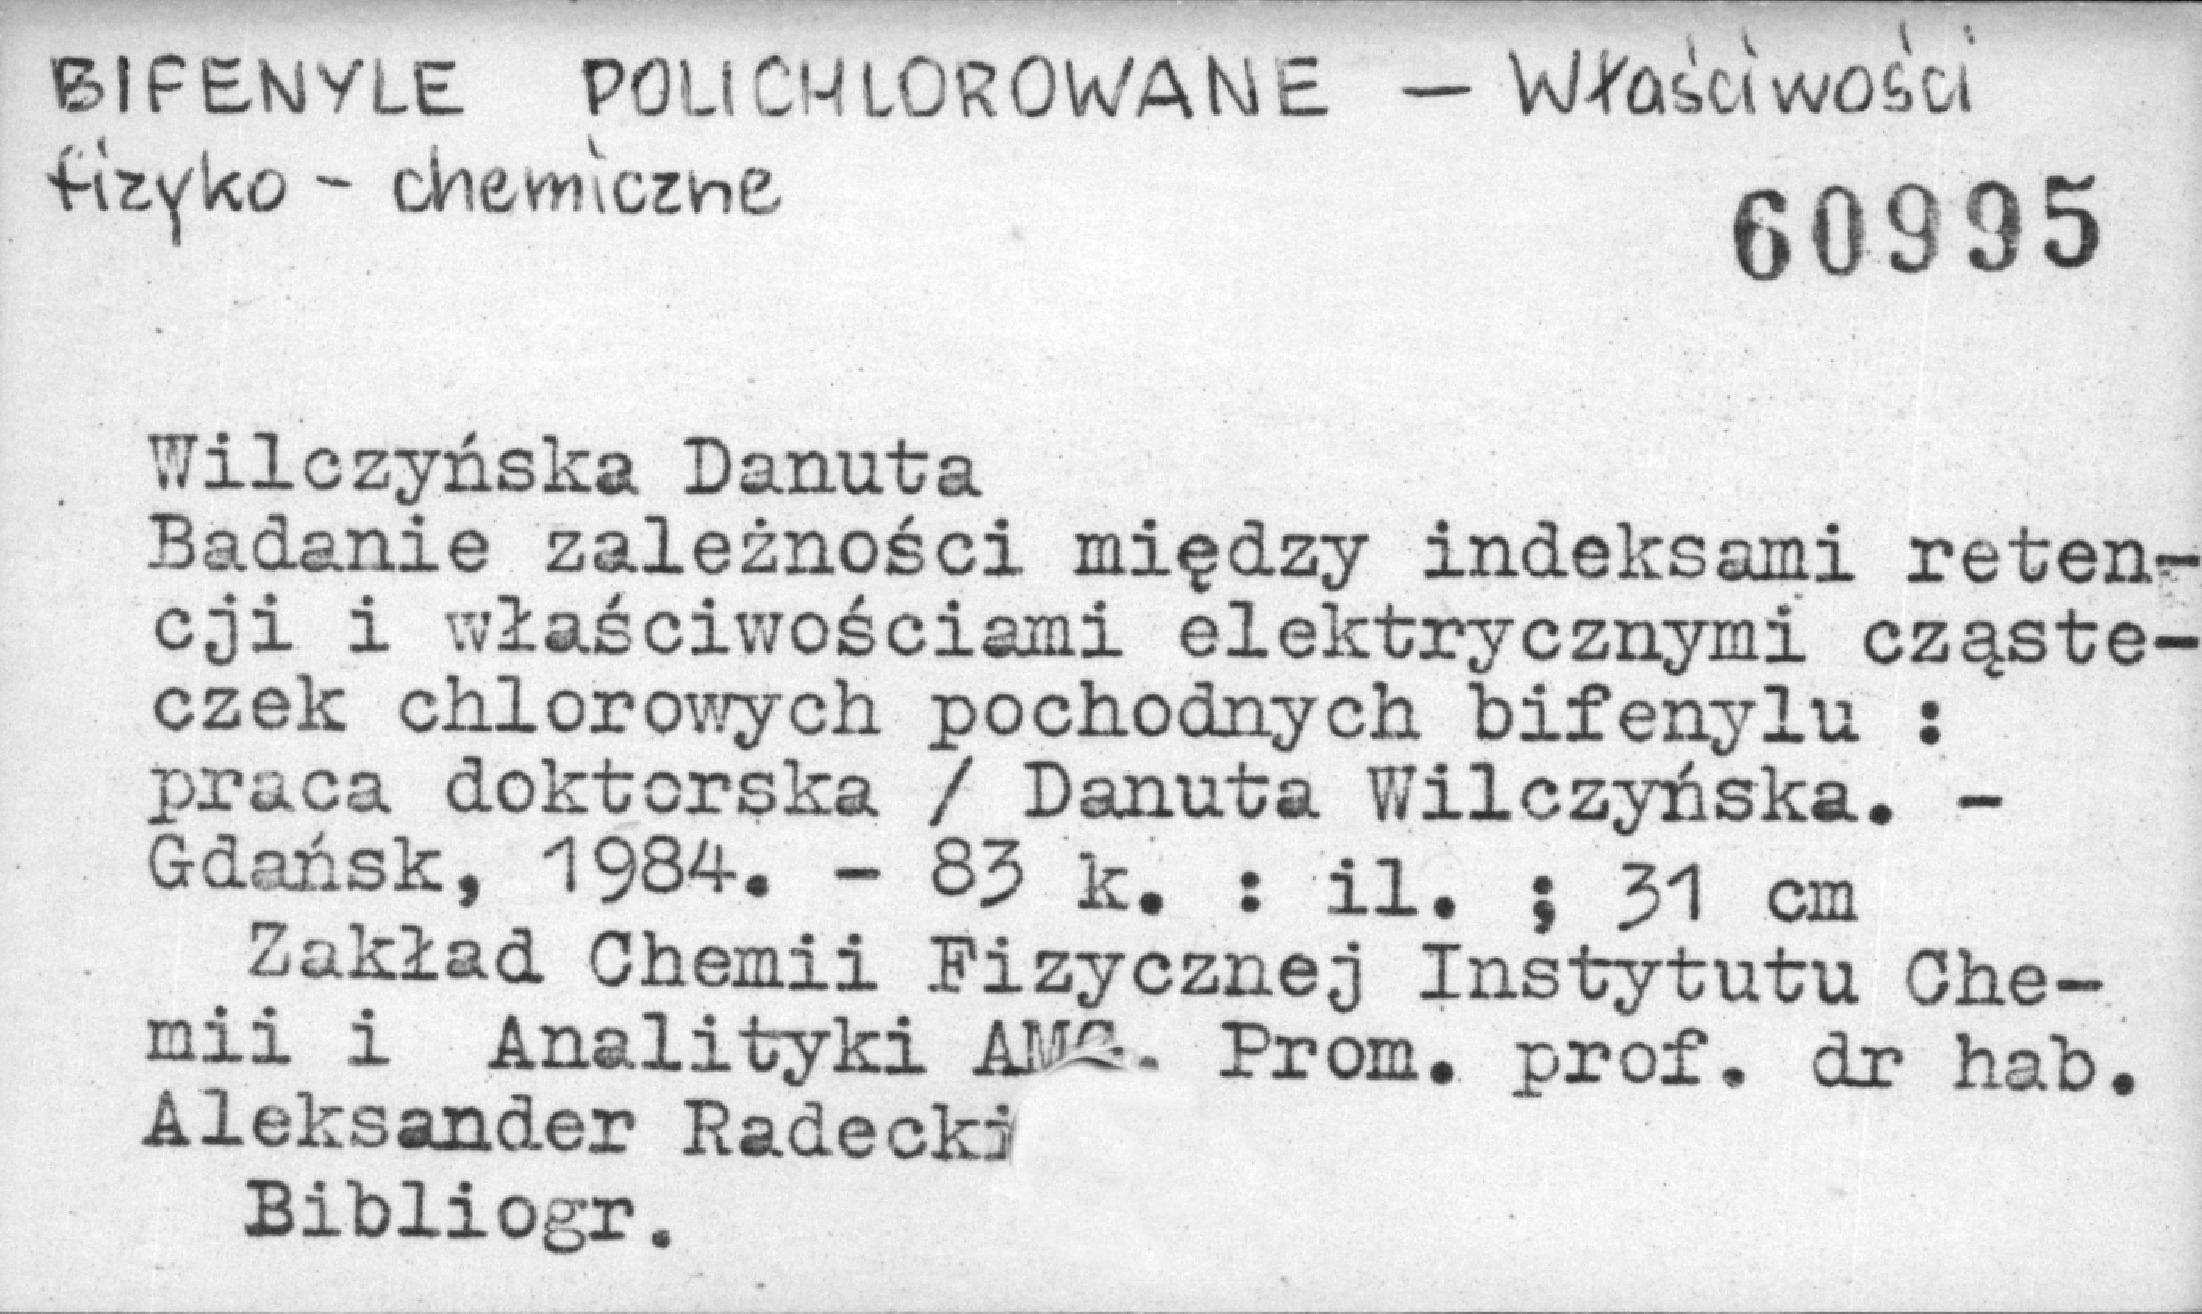 BIFENYLE POLICHLOROWANE - Właściwości
fizyko - chemiczne
60995
Wilczyńska Danuta
Badanie zależności między indeksami reten-
cji i właściwościami elektrycznymi cząste-
czek chlorowych pochodnych bifenylu :
praca doktorska / Danuta Wilczyńska. -
Gdańsk, 1984. - 83 k. : il. ; 31 cm
Zakład Chemii Fizycznej Instytutu Che-
mii i Analityki AMG. Prom. prof. dr hab.
Aleksander Radecki
Bibliogr.